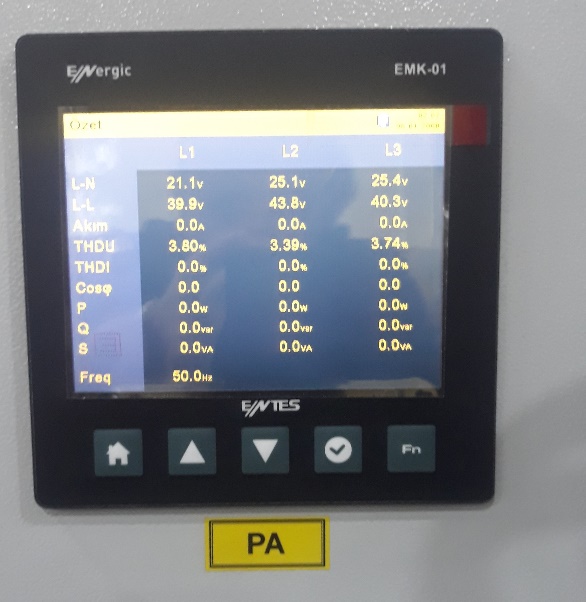 ENergic EMK-01
Özet
L1 L2 L3
L-N 21.1V 25.1V 25.4V
L-L 39.9V 43.8V 40.3V
Akım 0.0A 0.0A 0.0A
THDU 3.80% 3.39% 3.74%
THDI 0.0% 0.0% 0.0%
Cosφ 0.0 0.0 0.0
P 0.0W 0.0W 0.0W
Q 0.0var 0.0var 0.0var
S 0.0VA 0.0VA 0.0VA
Freq 50.0Hz
ENTES
Fn
PA